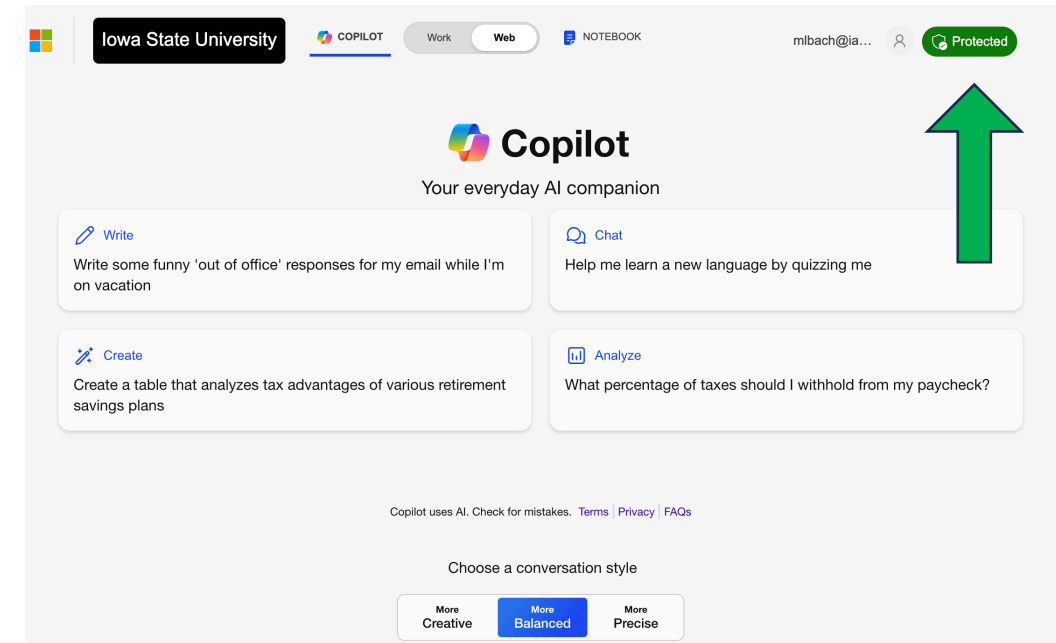 Iowa State University
COPILOT
Work
Web
NOTEBOOK
mlbach@ia...
Protected
Copilot
Your everyday AI companion
Write
Write some funny 'out of office' responses for my email while I'm
on vacation
Chat
Help me learn a new language by quizzing me
Create
Create a table that analyzes tax advantages of various retirement
savings plans
Analyze
What percentage of taxes should I withhold from my paycheck?
Copilot uses AI. Check for mistakes. Terms | Privacy | FAQs
Choose a conversation style
More
Creative
More
Balanced
More
Precise